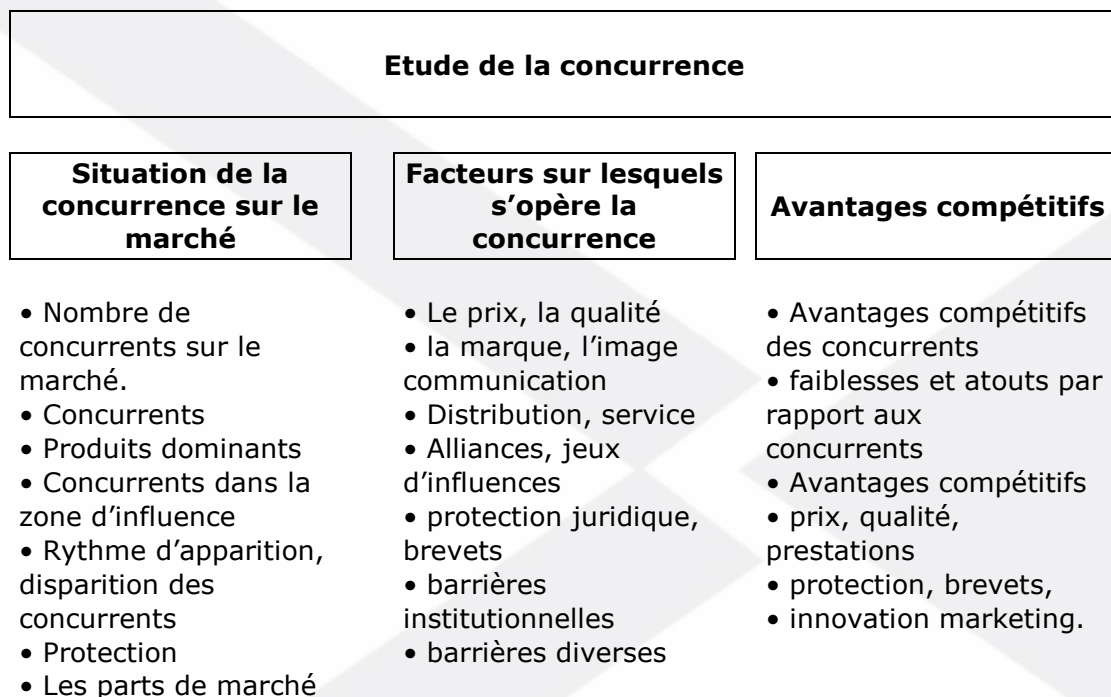 Etude de la concurrence
Situation de la
concurrence sur le
marché
• Nombre de
concurrents sur le
marché.
• Concurrents
• Produits dominants
• Concurrents dans la
zone d’influence
• Rythme d’apparition,
disparition des
concurrents
• Protection
• Les parts de marché
Facteurs sur lesquels
s’opère la
concurrence
• Le prix, la qualité
• la marque, l’image
communication
• Distribution, service
• Alliances, jeux
d’influences
• protection juridique,
brevets
• barrières
institutionnelles
• barrières diverses
Avantages compétitifs
• Avantages compétitifs
des concurrents
• faiblesses et atouts par
rapport aux
concurrents
• Avantages compétitifs
• prix, qualité,
prestations
• protection, brevets,
• innovation marketing.